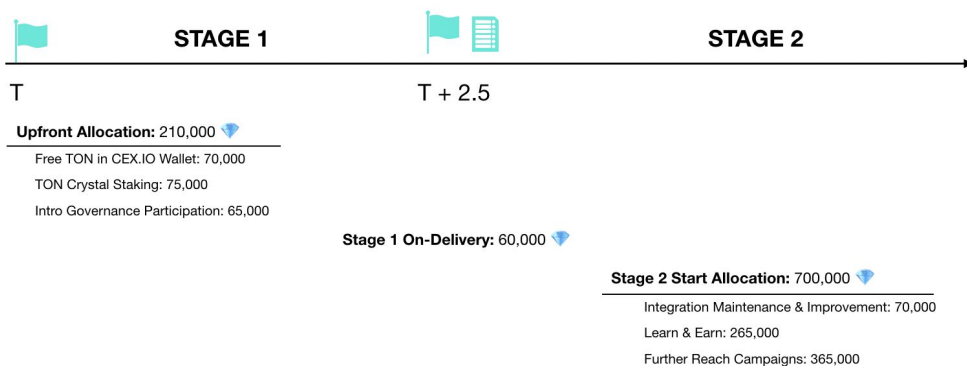 STAGE 1
STAGE 2
T
T + 2.5
Upfront Allocation: 210,000 💎
Free TON in CEX.IO Wallet: 70,000
TON Crystal Staking: 75,000
Intro Governance Participation: 65,000
Stage 1 On-Delivery: 60,000 💎
Stage 2 Start Allocation: 700,000 💎
Integration Maintenance & Improvement: 70,000
Learn & Earn: 265,000
Further Reach Campaigns: 365,000